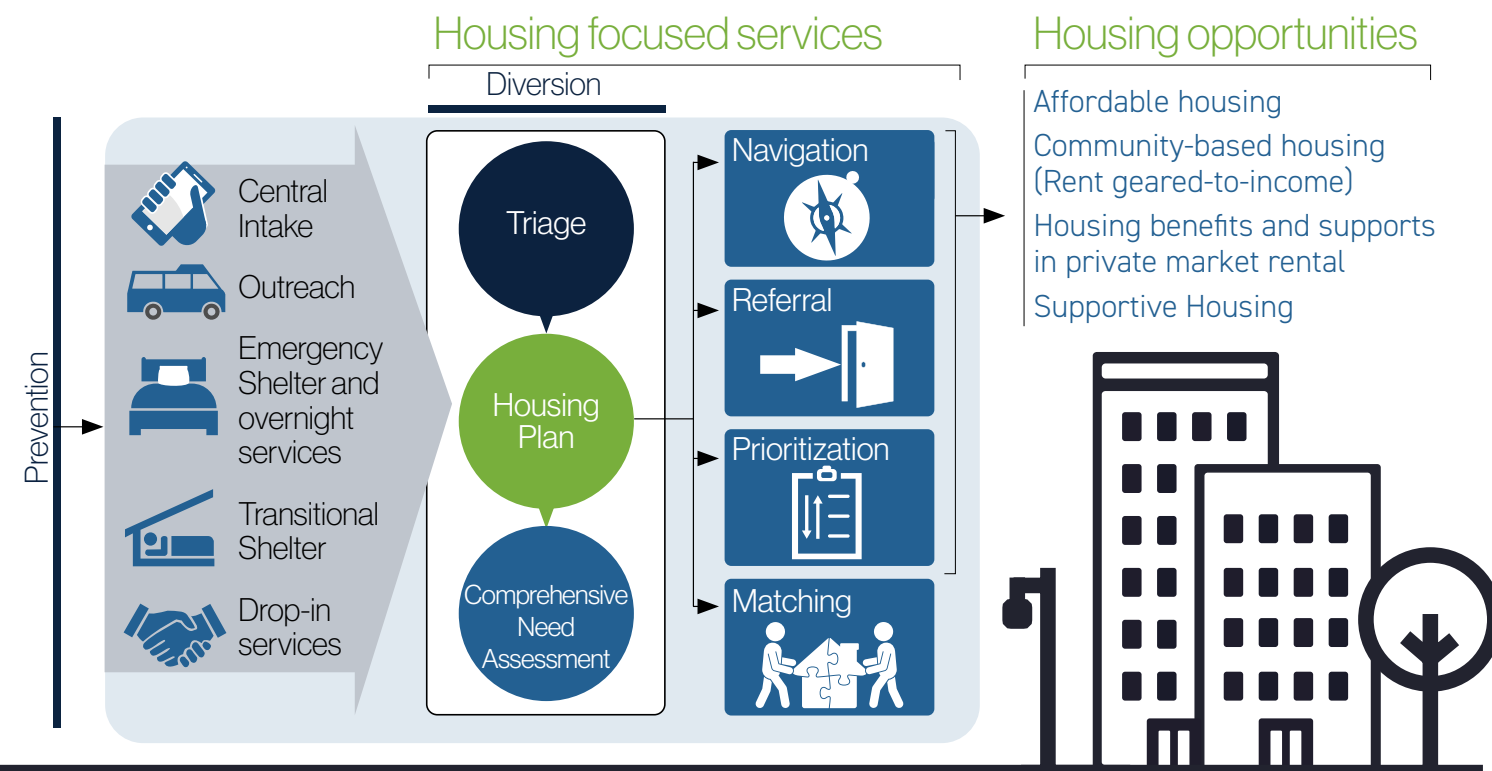 Housing focused services
Housing opportunities
Diversion
Prevention
Central
Intake
Outreach
Emergency
Shelter and
overnight
services
Transitional
Shelter
Drop-in
services
Triage
Housing
Plan
Comprehensive
Need
Assessment
Navigation
Referral
Prioritization
Matching
Affordable housing
Community-based housing
(Rent geared-to-income)
Housing benefits and supports
in private market rental
Supportive Housing